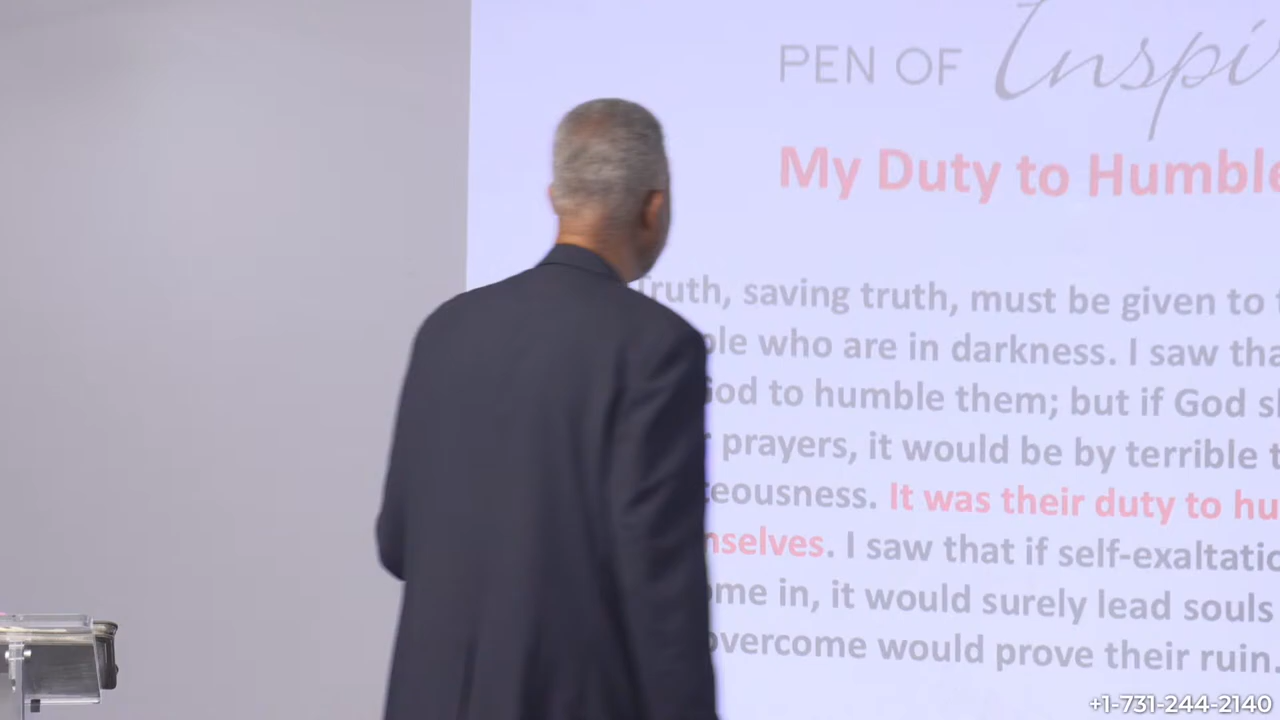 PEN OF Inspi
My Duty to Humble
Truth, saving truth, must be given to
who are in darkness. I saw tha
God to humble them; but if God s
prayers, it would be by terrible t
teousness. It was their duty to hu
nselves. I saw that if self-exaltatio
ome in, it would surely lead souls
overcome would prove their ruin.
+1-731-244-2140